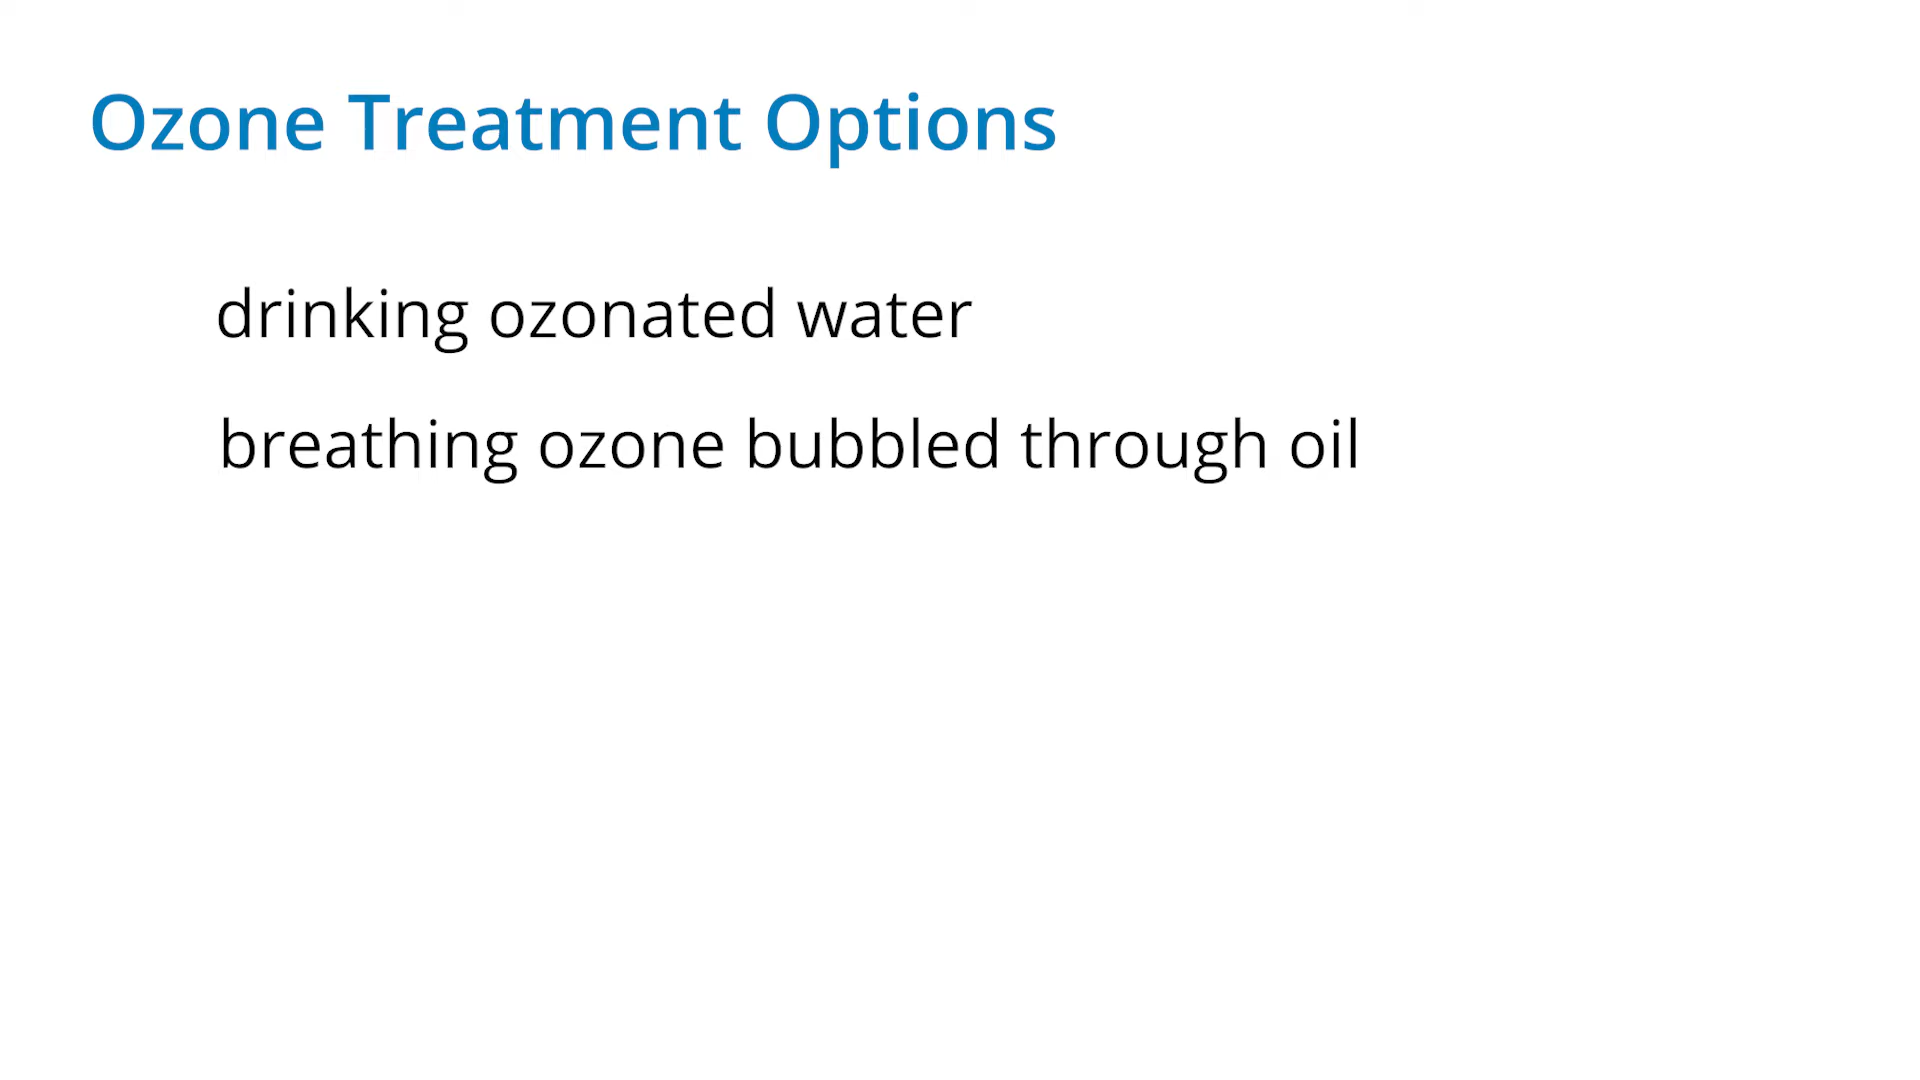 Ozone Treatment Options
drinking ozonated water
breathing ozone bubbled through oil